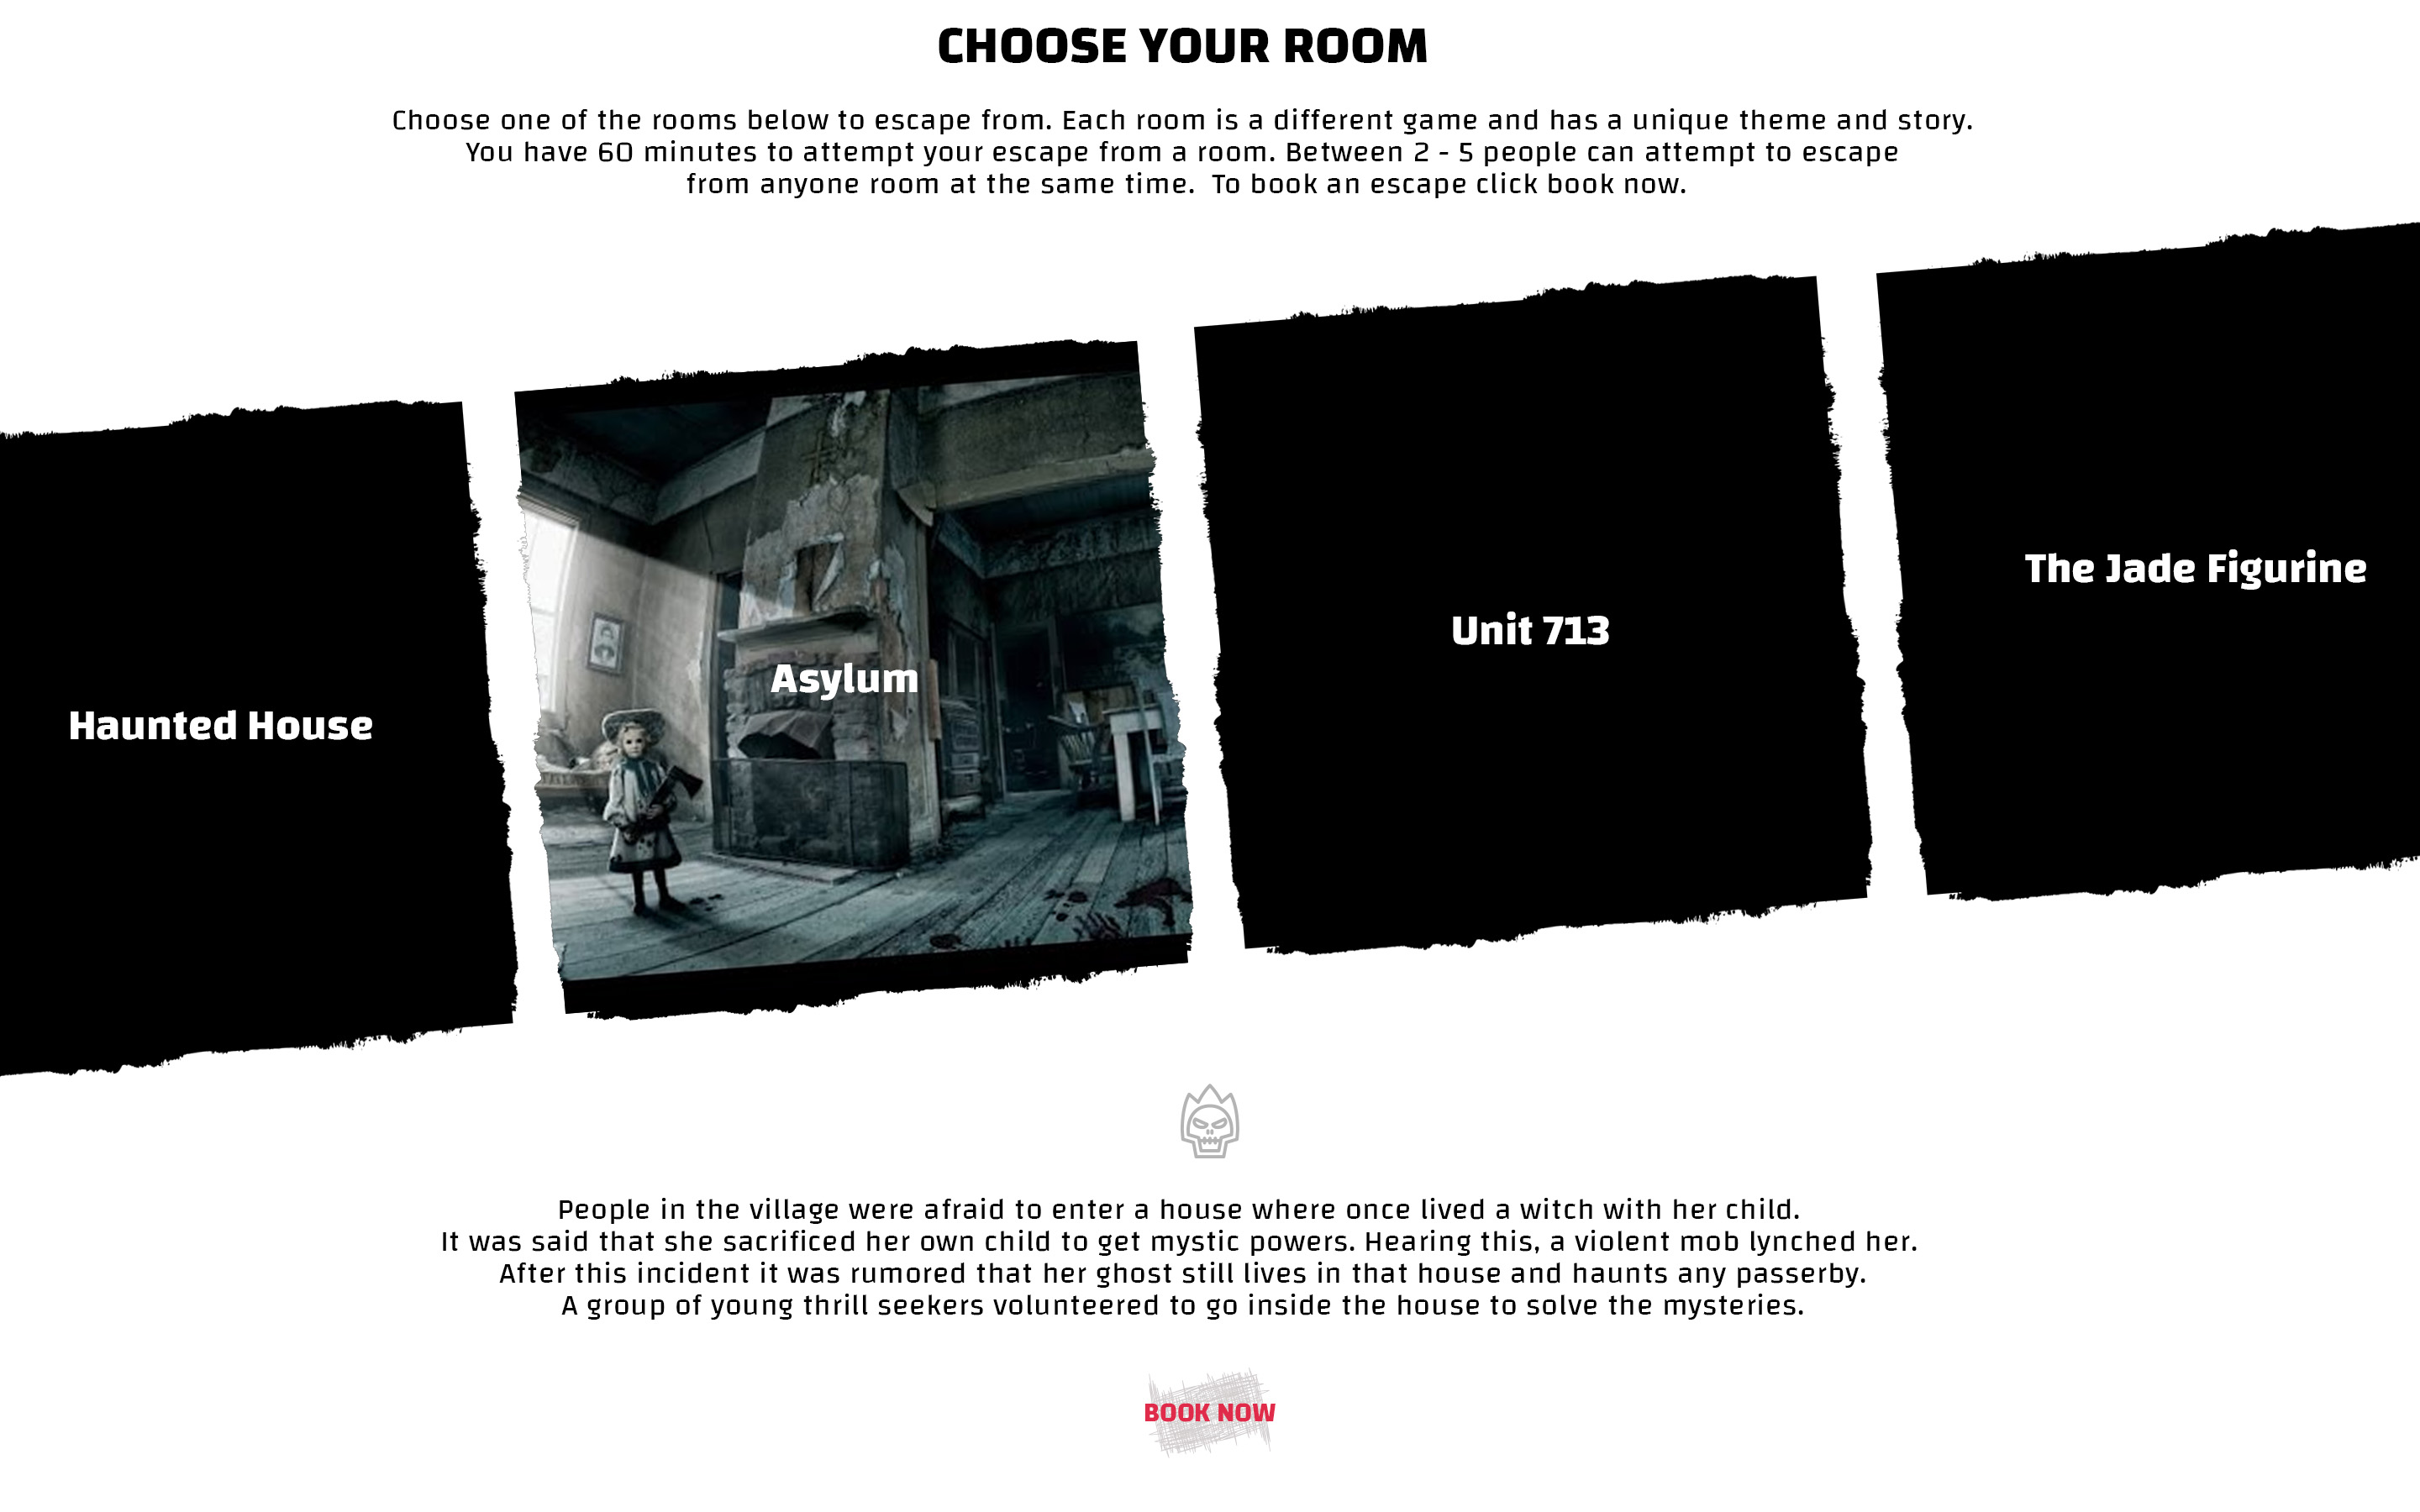 CHOOSE YOUR ROOM
Choose one of the rooms below to escape from. Each room is a different game and has a unique theme and story.
You have 60 minutes to attempt your escape from a room. Between 2 - 5 people can attempt to escape
from anyone room at the same time.  To book an escape click book now.
Haunted House
Asylum
Unit 713
The Jade Figurine
People in the village were afraid to enter a house where once lived a witch with her child.
It was said that she sacrificed her own child to get mystic powers. Hearing this, a violent mob lynched her.
After this incident it was rumored that her ghost still lives in that house and haunts any passerby.
A group of young thrill seekers volunteered to go inside the house to solve the mysteries.
BOOK NOW